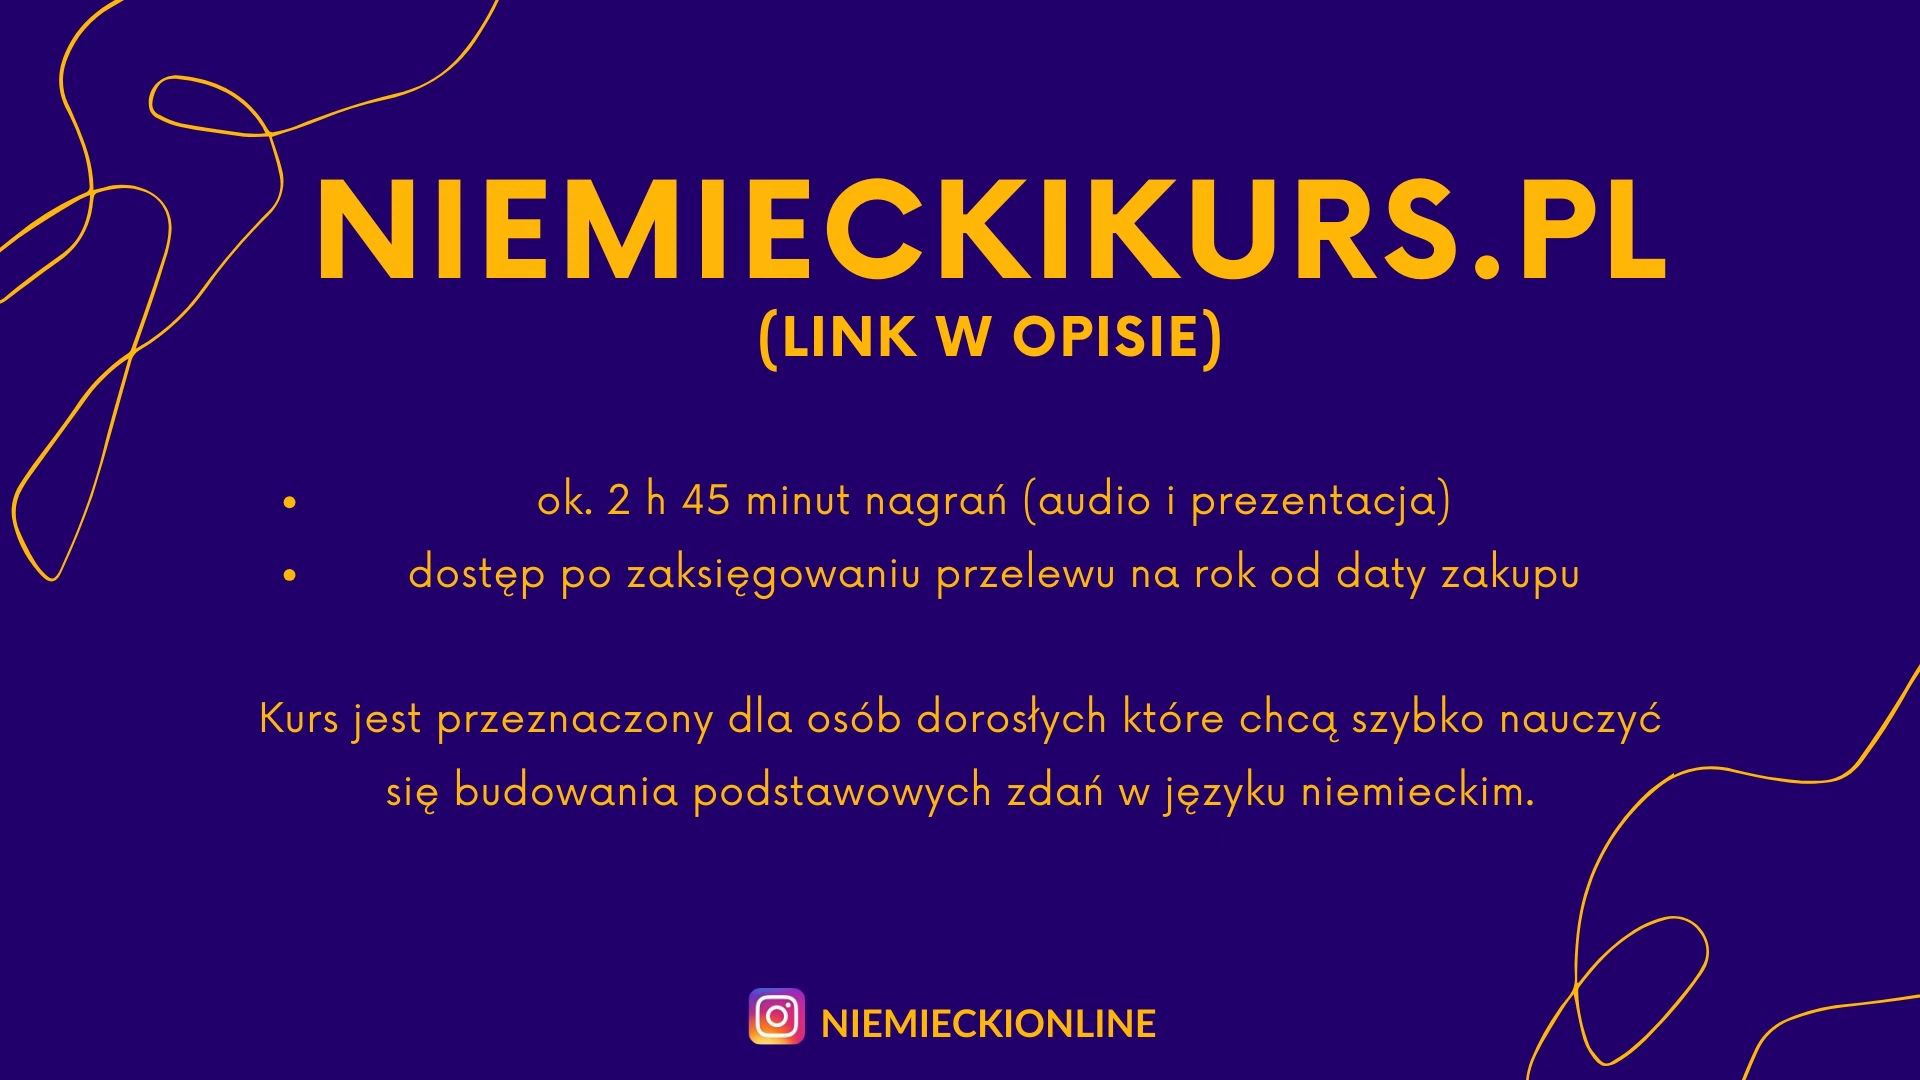 NIEMIECKIKURS.PL
(LINK W OPISIE)
• ok. 2 h 45 minut nagrań (audio i prezentacja)
• dostęp po zaksięgowaniu przelewu na rok od daty zakupu
Kurs jest przeznaczony dla osób dorosłych które chcą szybko nauczyć
się budowania podstawowych zdań w języku niemieckim.
NIEMIECKIONLINE